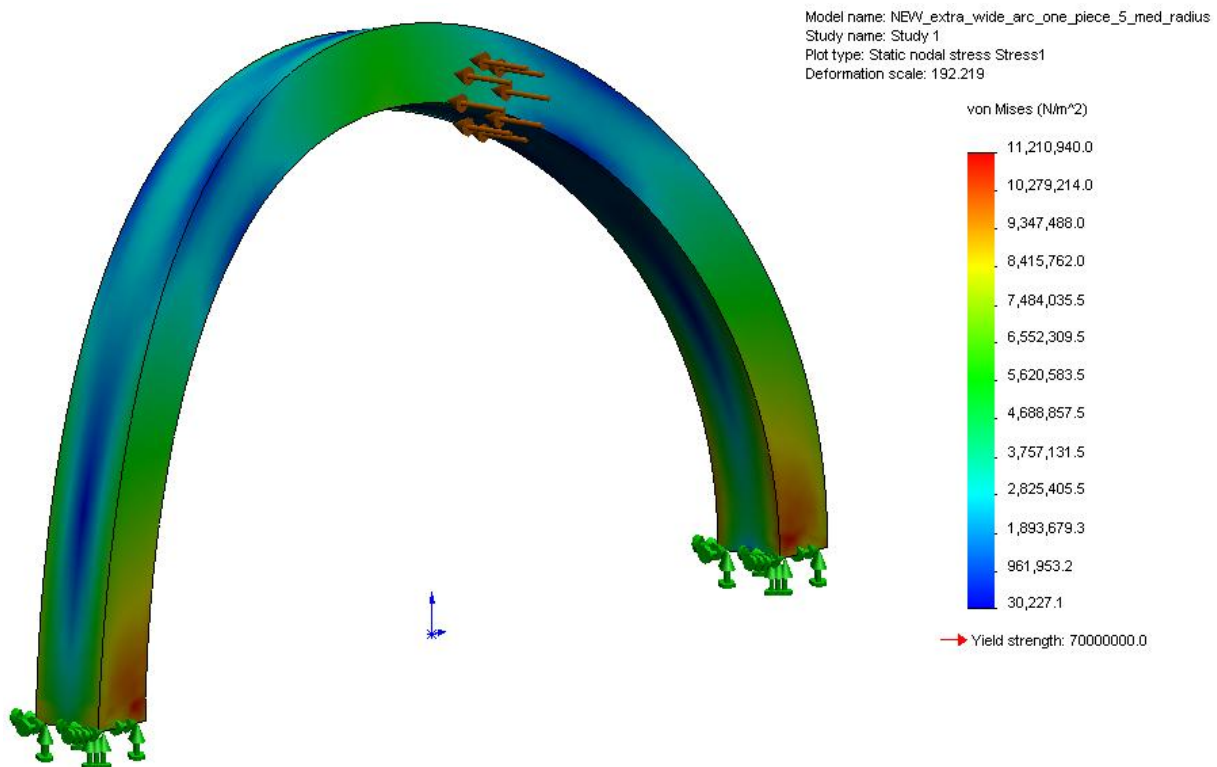 Model name: NEW_extra_wide_arc_one_piece_5_med_radius
Study name: Study 1
Plot type: Static nodal stress Stress1
Deformation scale: 192.219
von Mises (N/m^2)
11,210,940.0
10,279,214.0
9,347,488.0
8,415,762.0
7,484,035.5
6,552,309.5
5,620,583.5
4,688,857.5
3,757,131.5
2,825,405.5
1,893,679.3
961,953.2
30,227.1
Yield strength: 70000000.0